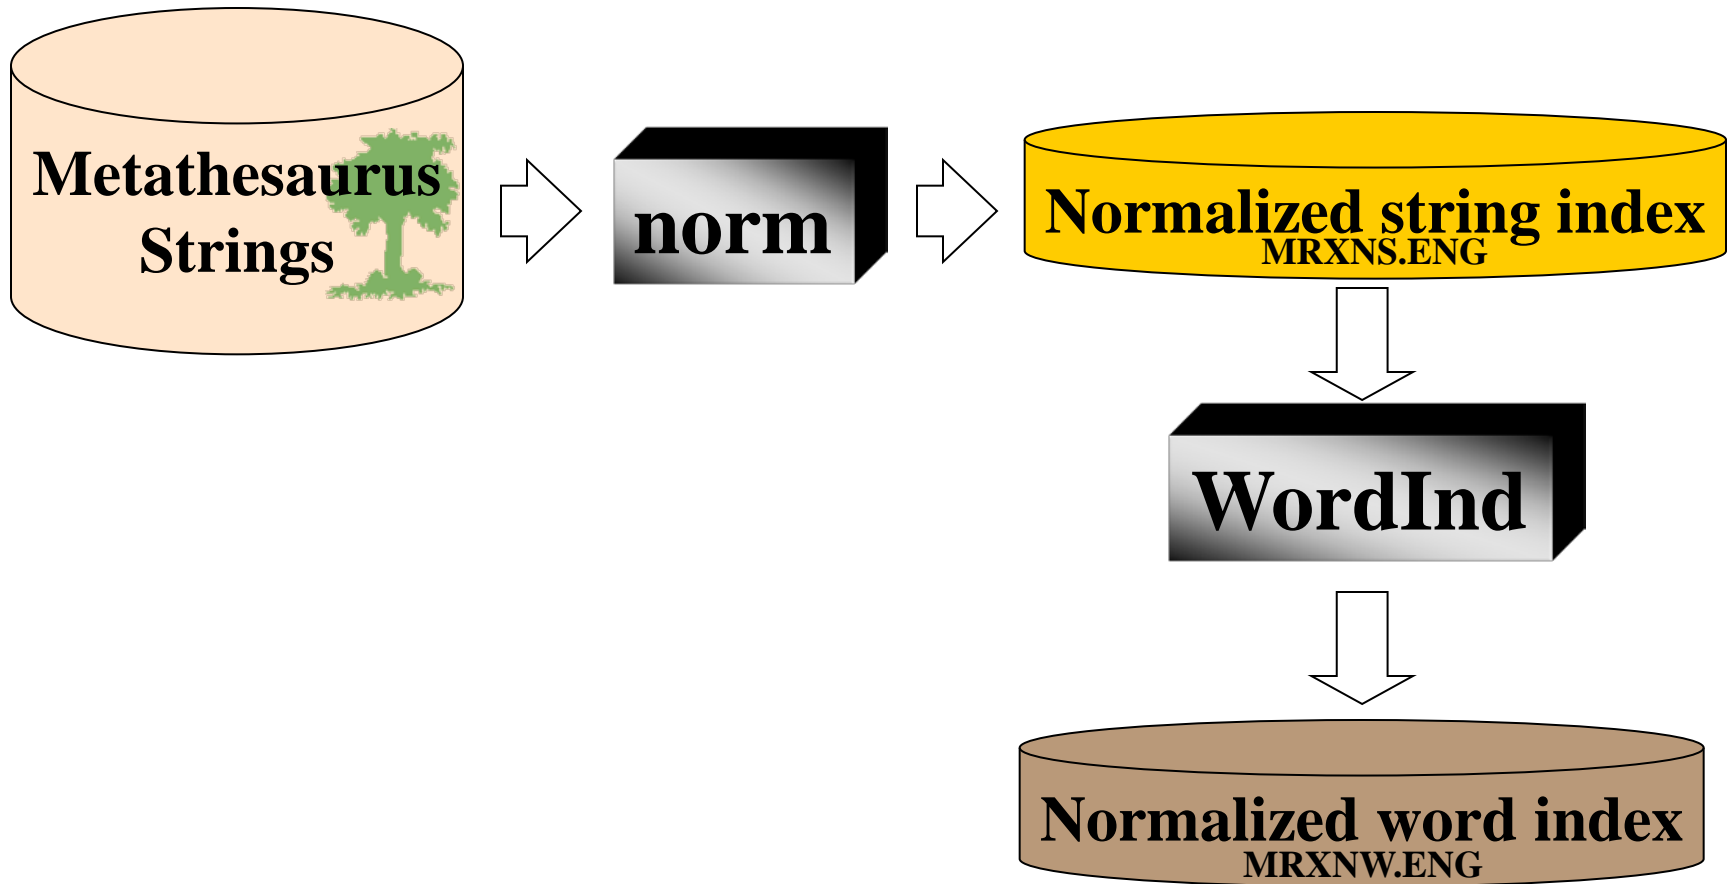 Metathesaurus
Strings
norm
Normalized string index
MRXNS.ENG
WordInd
Normalized word index
MRXNW.ENG